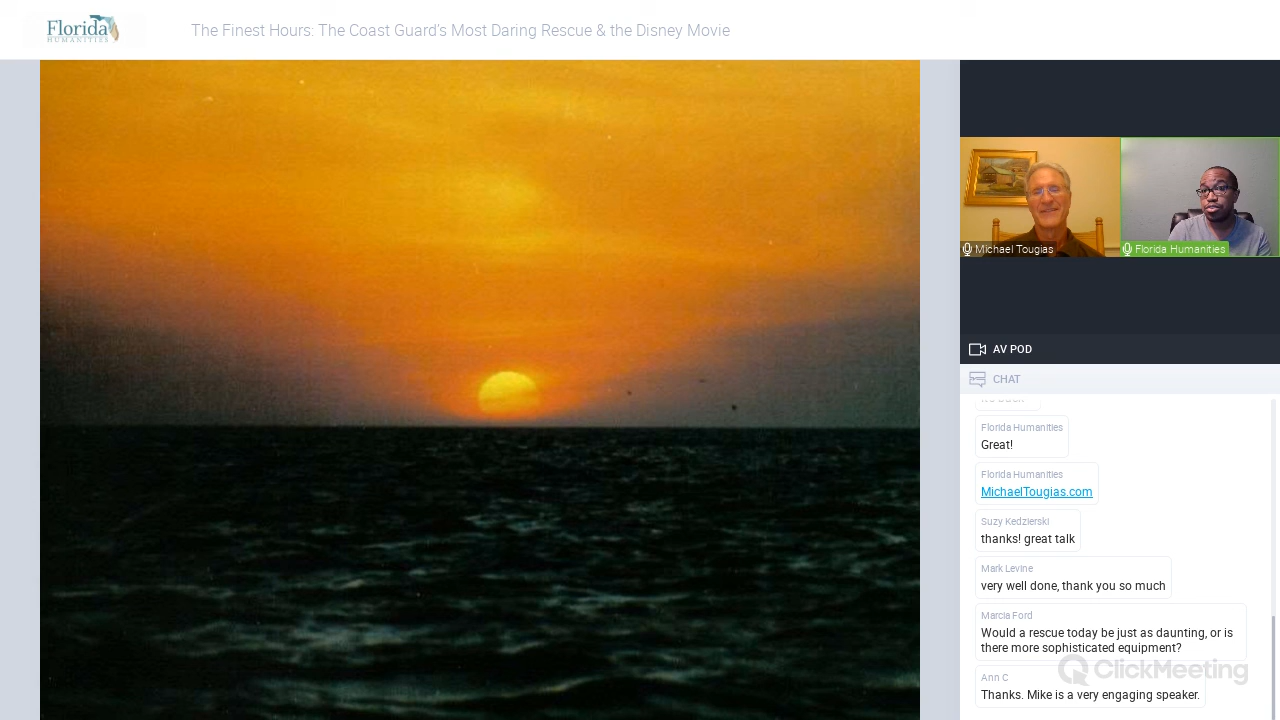 Florida
HUMANITIES
The Finest Hours: The Coast Guard's Most Daring Rescue & the Disney Movie
Michael Tougias
Florida Humanities
AV POD
CHAT
Florida Humanities
Great!
Florida Humanities
MichaelTougias.com
Suzy Kedzierski
thanks! great talk
Mark Levine
very well done, thank you so much
Marcia Ford
Would a rescue today be just as daunting, or is
there more sophisticated equipment?
ClickMeeting
Ann C
Thanks. Mike is a very engaging speaker.